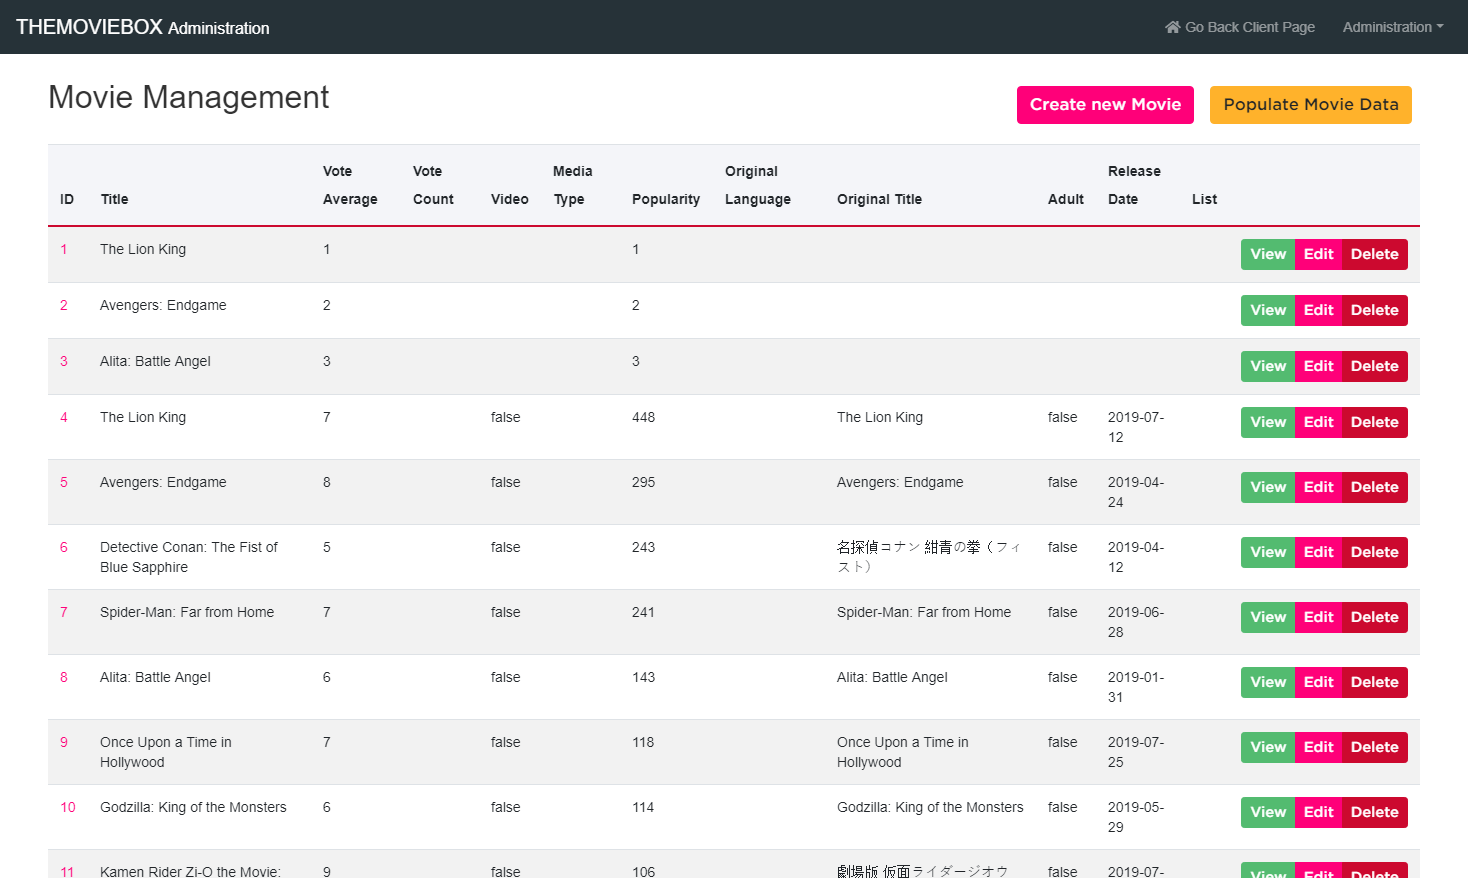 THEMOVIEBOX Administration
Go Back Client Page
Administration
Movie Management
Create new Movie
Populate Movie Data
ID Title Vote Average Vote Count Video Media Type Popularity Original Language Original Title Adult Release Date List
1 The Lion King 1 1 View Edit Delete
2 Avengers: Endgame 2 2 View Edit Delete
3 Alita: Battle Angel 3 3 View Edit Delete
4 The Lion King 7 false 448 The Lion King false 2019-07- View Edit Delete
12
5 Avengers: Endgame 8 false 295 Avengers: Endgame false 2019-04- View Edit Delete
24
6 Detective Conan: The Fist of 5 false 243 名探偵コナン 紺青の拳（フィ false 2019-04- View Edit Delete
Blue Sapphire スト） 12
7 Spider-Man: Far from Home 7 false 241 Spider-Man: Far from Home false 2019-06- View Edit Delete
28
8 Alita: Battle Angel 6 false 143 Alita: Battle Angel false 2019-01- View Edit Delete
31
9 Once Upon a Time in 7 false 118 Once Upon a Time in false 2019-07- View Edit Delete
Hollywood Hollywood 25
10 Godzilla: King of the Monsters 6 false 114 Godzilla: King of the Monsters false 2019-05- View Edit Delete
29
11 Kamen Rider Zi-O the Movie: 9 false 106 劇場版 仮面ライダージオウ false 2019-07- View Edit Delete